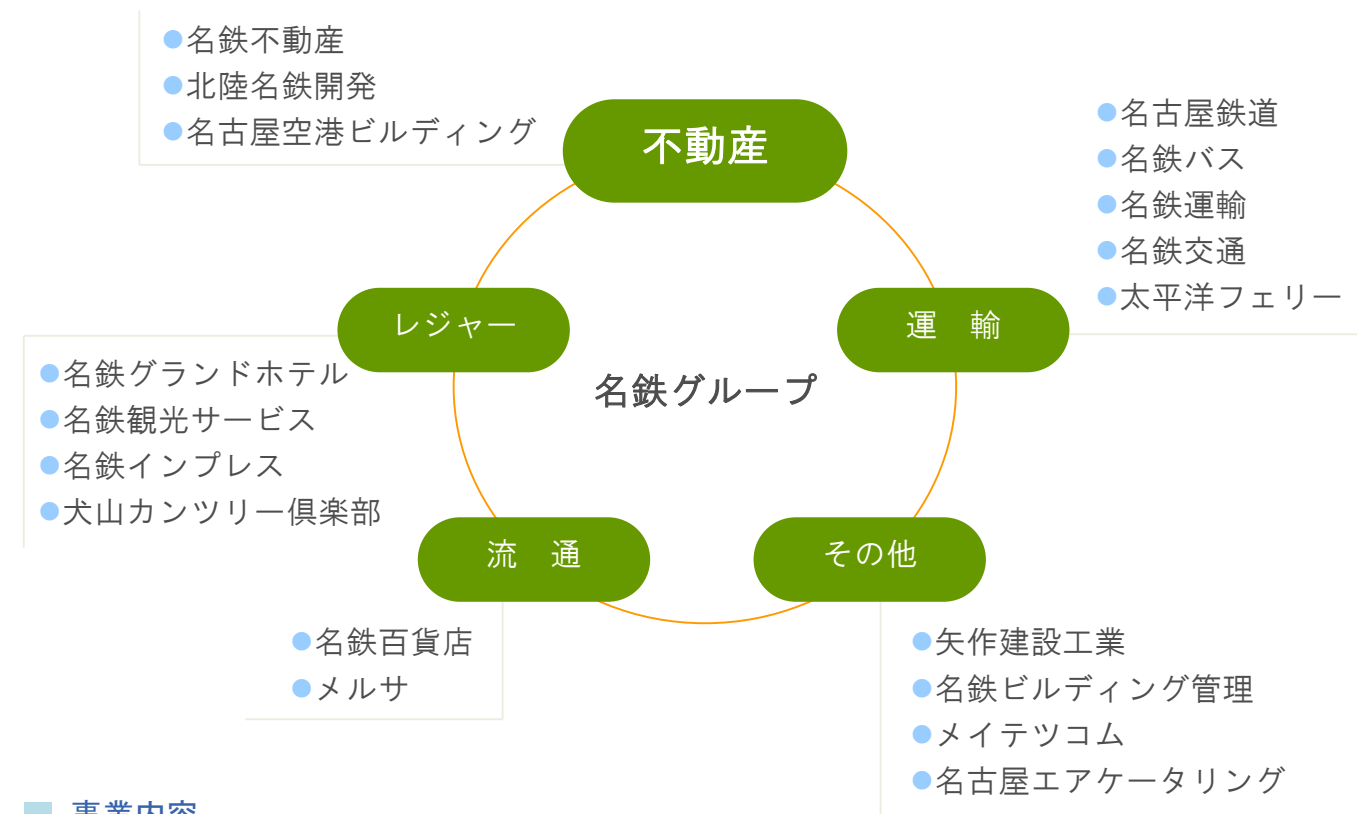 ●名鉄不動産
●北陸名鉄開発
●名古屋空港ビルディング
不動産
●名古屋鉄道
●名鉄バス
●名鉄運輸
●名鉄交通
●太平洋フェリー
レジャー
運　輸
●名鉄グランドホテル
●名鉄観光サービス
●名鉄インプレス
●犬山カンツリー倶楽部
名鉄グループ
流　通
その他
●名鉄百貨店
●メルサ
●矢作建設工業
●名鉄ビルディング管理
●メイテツコム
●名古屋エアケータリング
事業内容